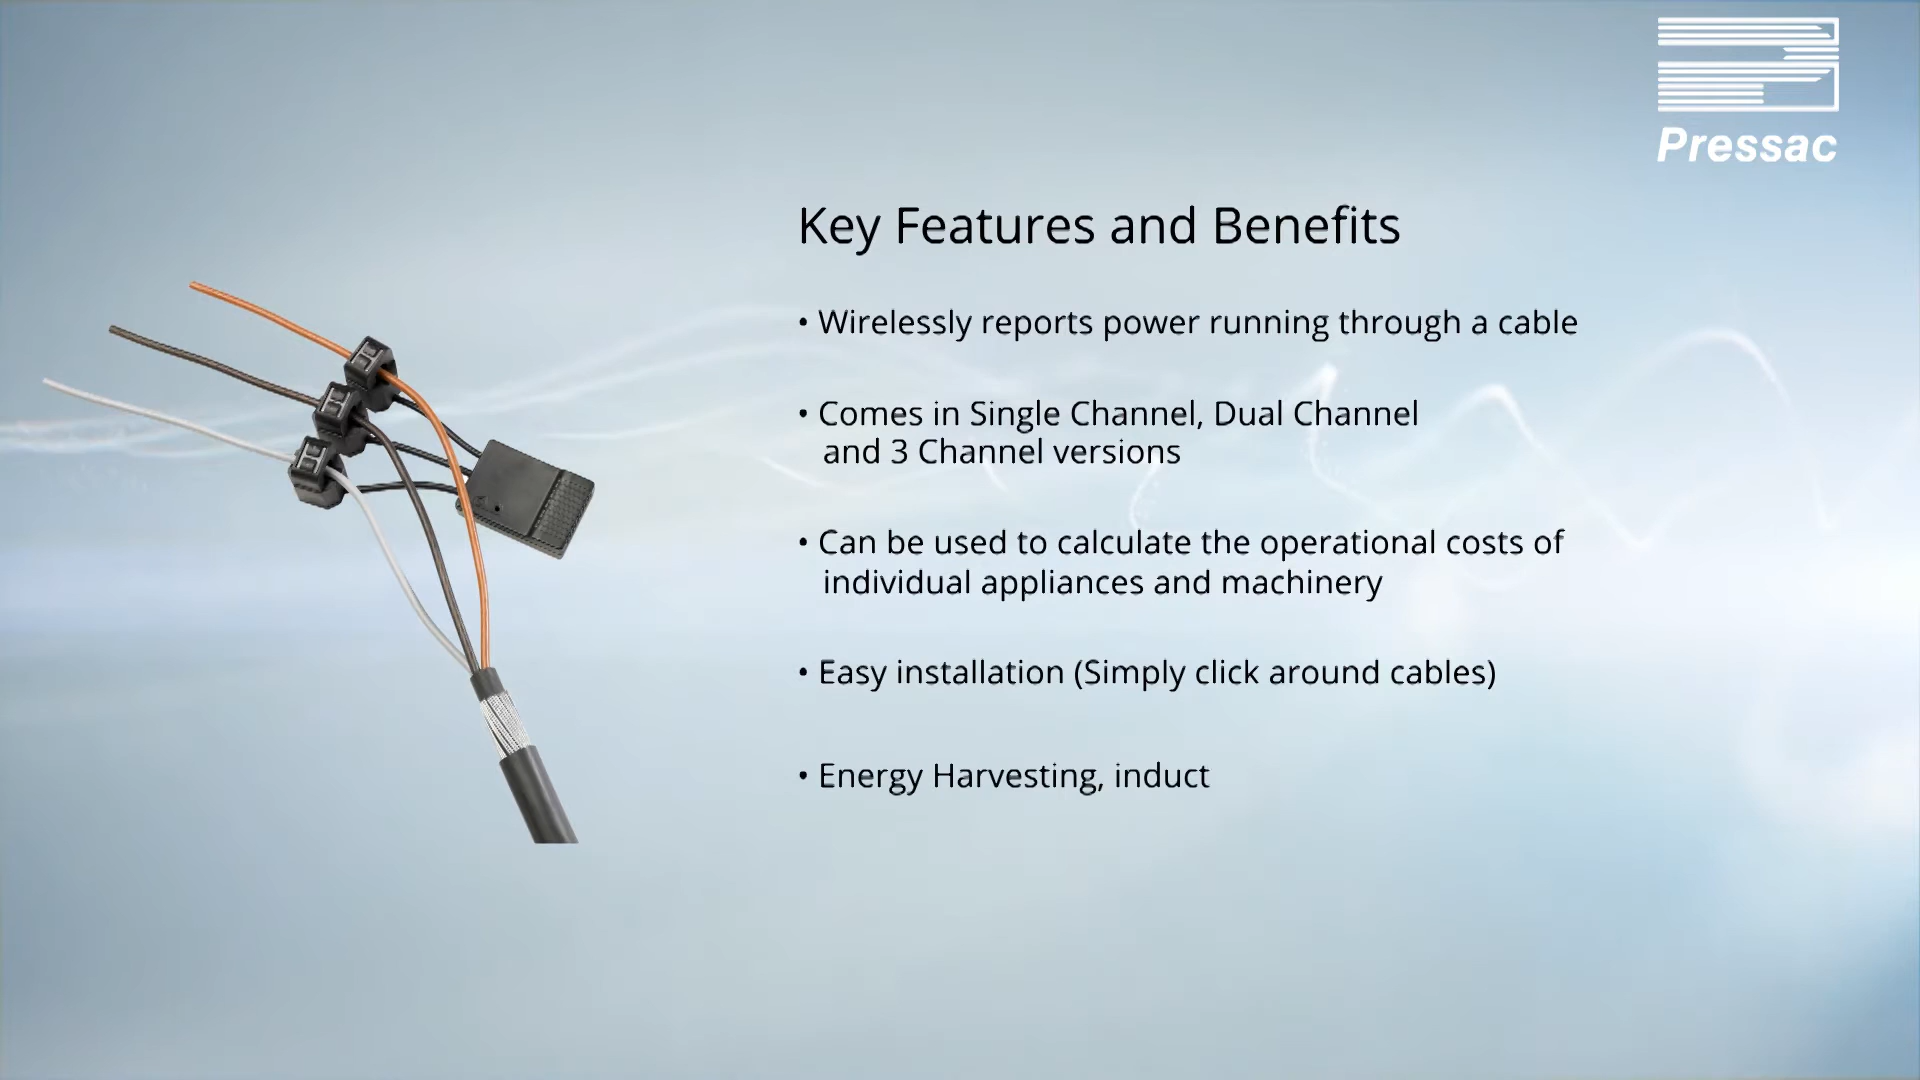 Pressac
Key Features and Benefits
• Wirelessly reports power running through a cable
• Comes in Single Channel, Dual Channel
and 3 Channel versions
• Can be used to calculate the operational costs of
individual appliances and machinery
• Easy installation (Simply click around cables)
• Energy Harvesting, induct